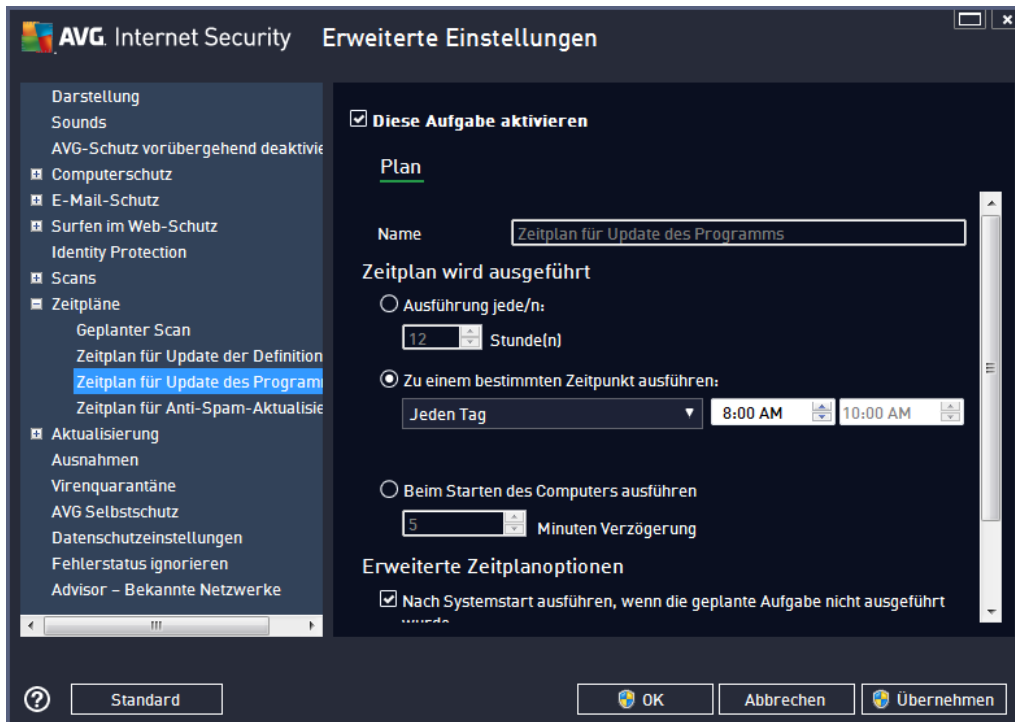 AVG. Internet Security Erweiterte Einstellungen
Darstellung
Sounds
AVG-Schutz vorübergehend deaktivie
Computerschutz
E-Mail-Schutz
Surfen im Web-Schutz
Identity Protection
Scans
Zeitpläne
Geplanter Scan
Zeitplan für Update der Definition
Zeitplan für Update des Program
Zeitplan für Anti-Spam-Aktualisie
Aktualisierung
Ausnahmen
Virenquarantäne
AVG Selbstschutz
Datenschutzeinstellungen
Fehlerstatus ignorieren
Advisor – Bekannte Netzwerke
Diese Aufgabe aktivieren
Plan
Name Zeitplan für Update des Programms
Zeitplan wird ausgeführt
Ausführung jede/n:
12 Stunde(n)
Zu einem bestimmten Zeitpunkt ausführen:
Jeden Tag 8:00 AM 10:00 AM
Beim Starten des Computers ausführen
5 Minuten Verzögerung
Erweiterte Zeitplanoptionen
Nach Systemstart ausführen, wenn die geplante Aufgabe nicht ausgeführt
Standard OK Abbrechen Übernehmen